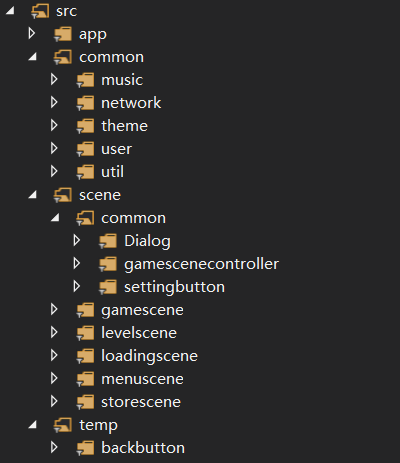 src
app
common
music
network
theme
user
util
scene
common
Dialog
gamescenecontroller
settingbutton
gamescene
levelscene
loadingscene
menuscene
storescene
temp
backbutton